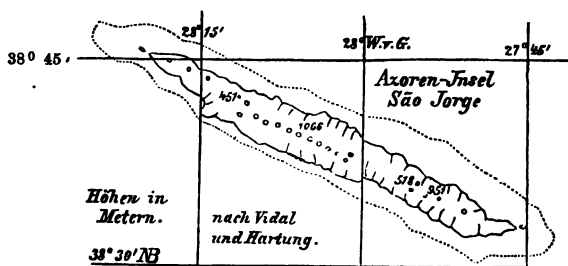 28° 15'
28° W.v.G.
27° 45'
38° 45'
Azoren-Insel
São Jorge
451
1066
518
951
Höhen in
Metern.
nach Vidal
und Hartung.
38° 30' NB